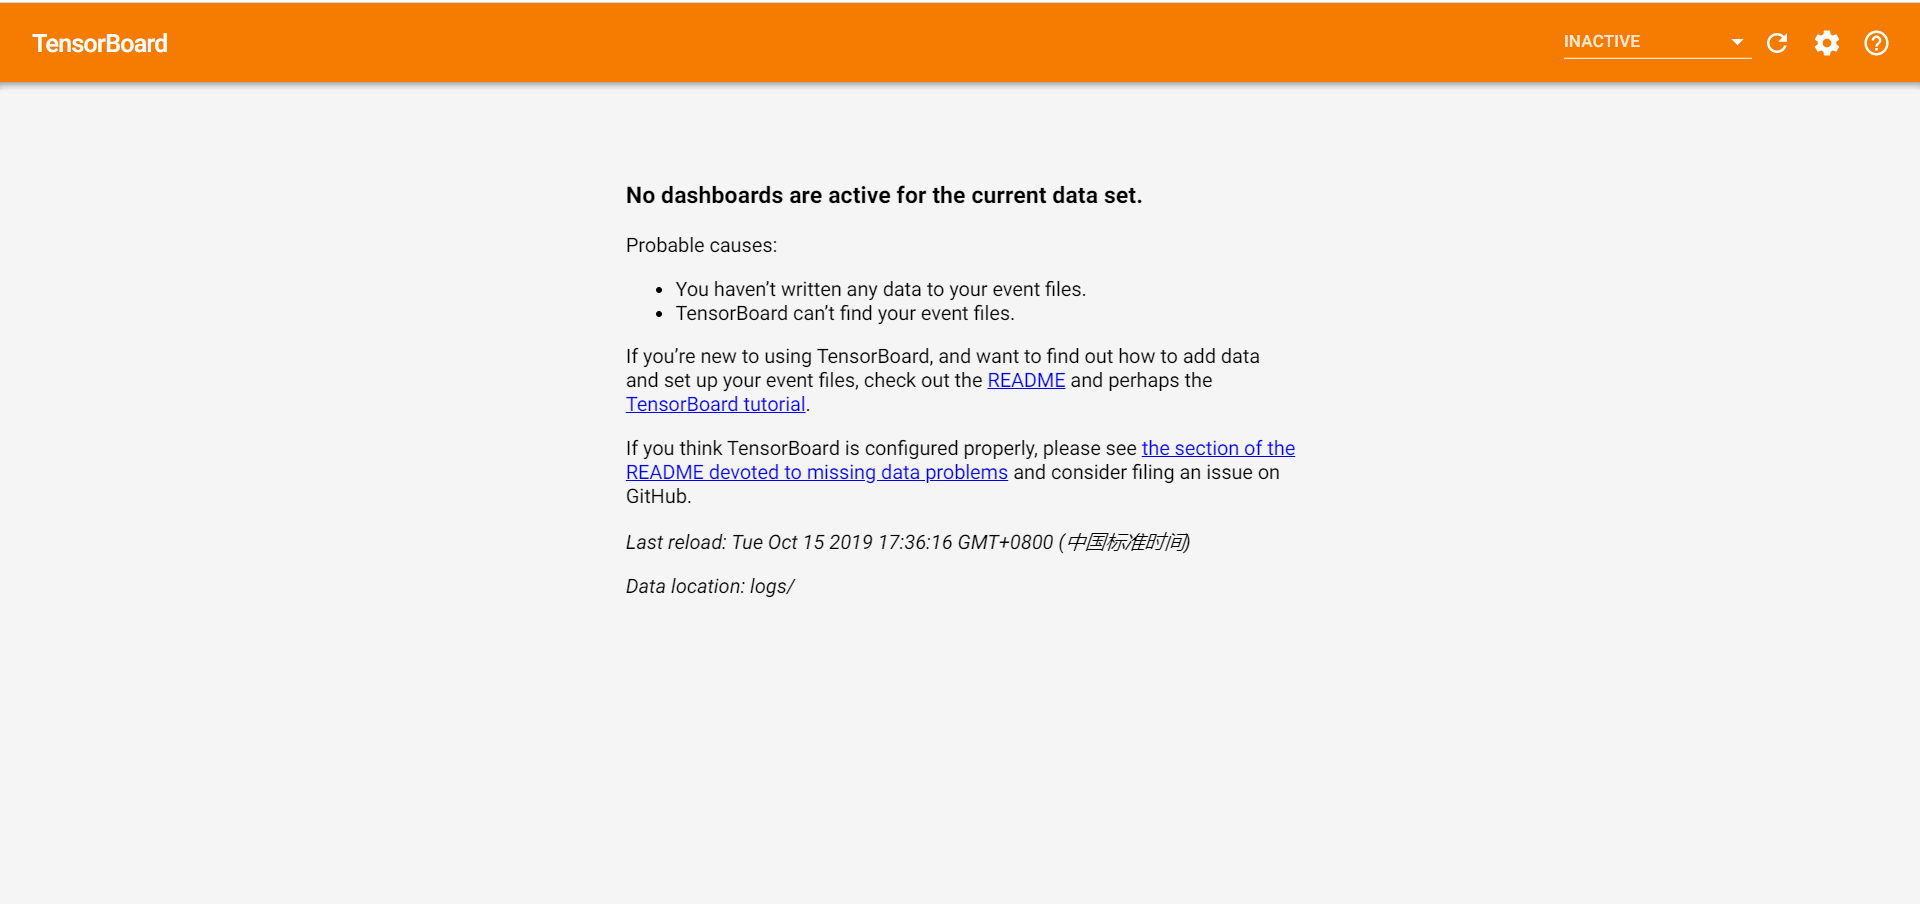 TensorBoard
INACTIVE
No dashboards are active for the current data set.
Probable causes:
• You haven’t written any data to your event files.
• TensorBoard can’t find your event files.
If you’re new to using TensorBoard, and want to find out how to add data
and set up your event files, check out the README and perhaps the
TensorBoard tutorial.
If you think TensorBoard is configured properly, please see the section of the
README devoted to missing data problems and consider filing an issue on
GitHub.
Last reload: Tue Oct 15 2019 17:36:16 GMT+0800 (中国标准时间)
Data location: logs/